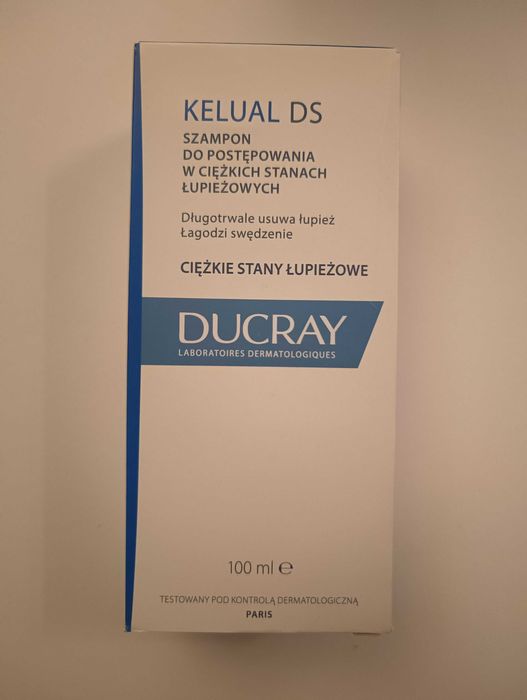 KELUAL DS
SZAMPON
DO POSTĘPOWANIA
W CIĘŻKICH STANACH
ŁUPIEŻOWYCH
Długotrwale usuwa łupież
Łagodzi swędzenie
CIĘŻKIE STANY ŁUPIEŻOWE
DUCRAY
LABORATOIRES DERMATOLOGIQUES
100 ml ℮
TESTOWANY POD KONTROLĄ DERMATOLOGICZNĄ
PARIS